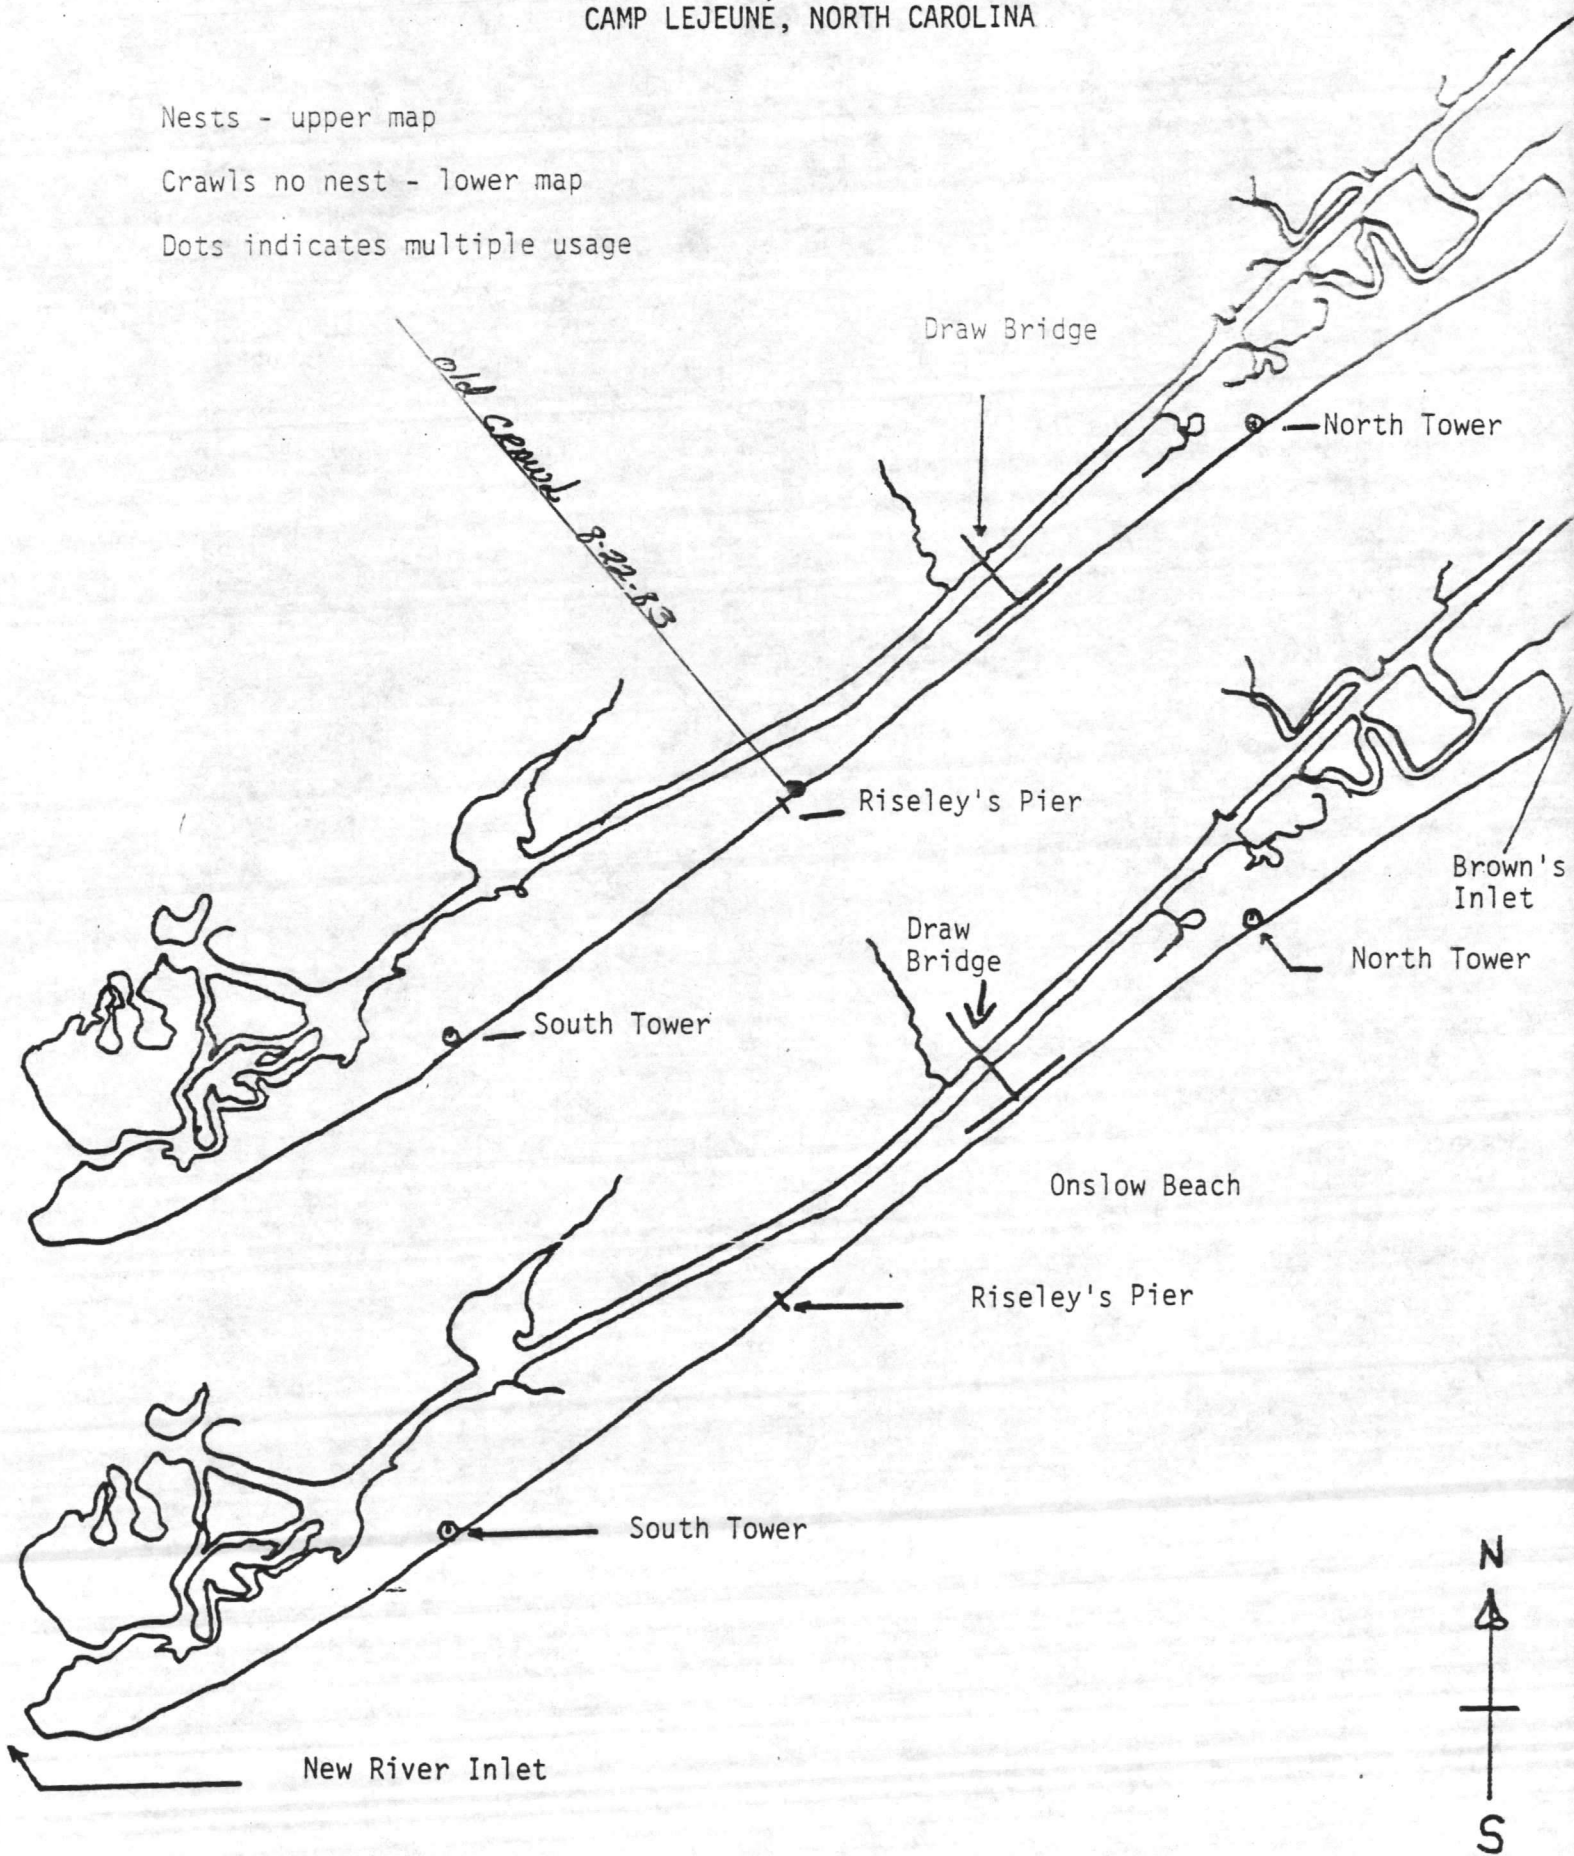 CAMP LEJEUNE, NORTH CAROLINA
Nests - upper map
Crawls no nest - lower map
Dots indicates multiple usage
Draw Bridge
North Tower
Old
8-22-83
Riseley's Pier
South Tower
Brown's
Inlet
North Tower
Draw
Bridge
Onslow Beach
Riseley's Pier
South Tower
New River Inlet
N
S